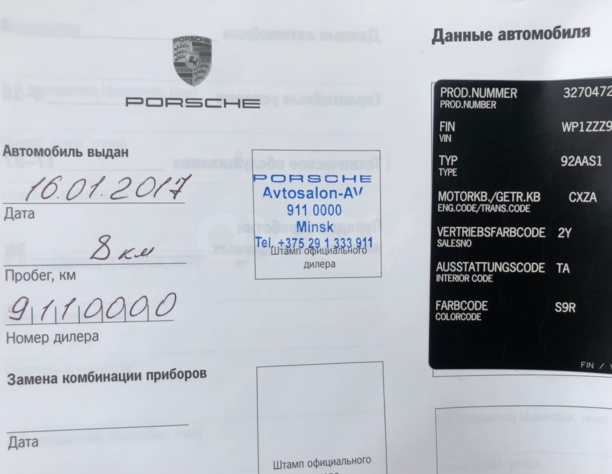 PORSCHE
PORSCHE
Автомобиль выдан
16.01.2017
Дата
8 км
Пробег, км
9110000
Номер дилера
Замена комбинации приборов
Дата
PORSCHE
Avtosalon-AV
911 0000
Minsk
Tel. +375 29 1 333 911
Штамп официального
дилера
Штамп официального
Данные автомобиля
PROD.NUMMER 3270472
PROD.NUMBER
FIN WP1ZZZ9
VIN
TYP 92AAS1
TYPE
MOTORKB./GETR.KB CXZA
ENG.CODE/TRANS.CODE
VERTRIEBSFARBCODE 2Y
SALESNO
AUSSTATTUNGSCODE TA
INTERIOR CODE
FARBCODE S9R
COLORCODE
FIN /